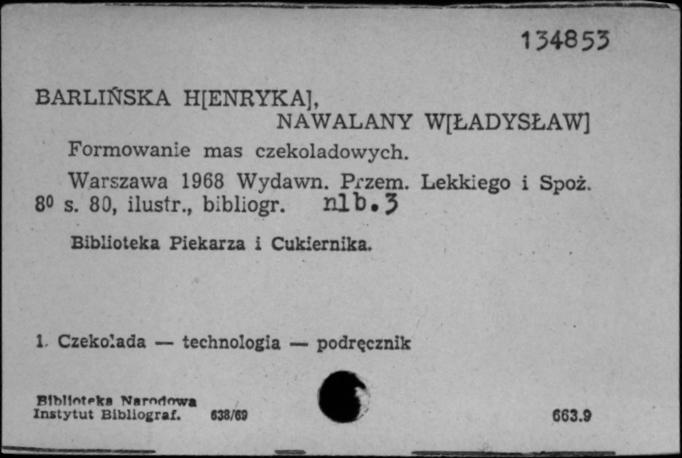 134853
BARLIŃSKA H[ENRYKA],
NAWALANY W[ŁADYSŁAW]
Formowanie mas czekoladowych.
Warszawa 1968 Wydawn. Przem. Lekkiego i Spoż.
8⁰ s. 80, ilustr., bibliogr. nlb.3
Biblioteka Piekarza i Cukiernika.
1. Czekolada — technologia — podręcznik
Biblioteka Narodowa
Instytut Bibliograf. 638/69 663.9